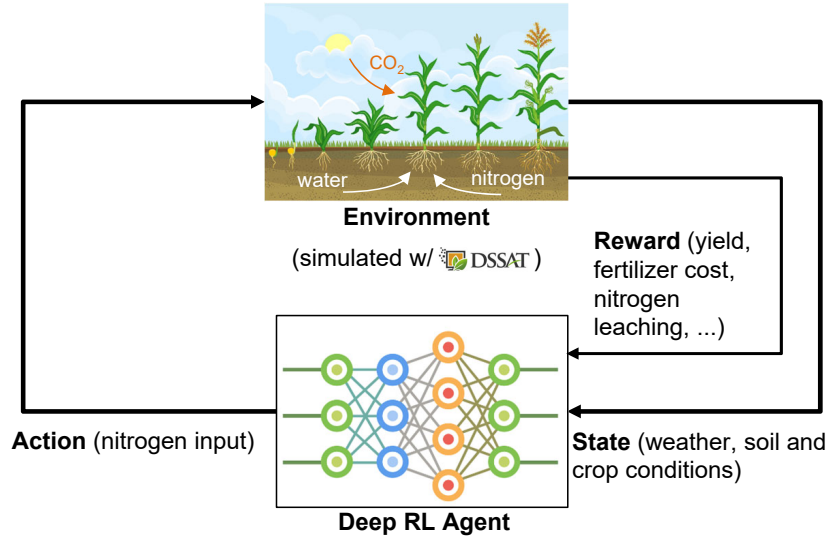 CO₂
water
nitrogen
Environment
(simulated w/ DSSAT )
Reward (yield,
fertilizer cost,
nitrogen
leaching, ...)
Action (nitrogen input)
State (weather, soil and
crop conditions)
Deep RL Agent